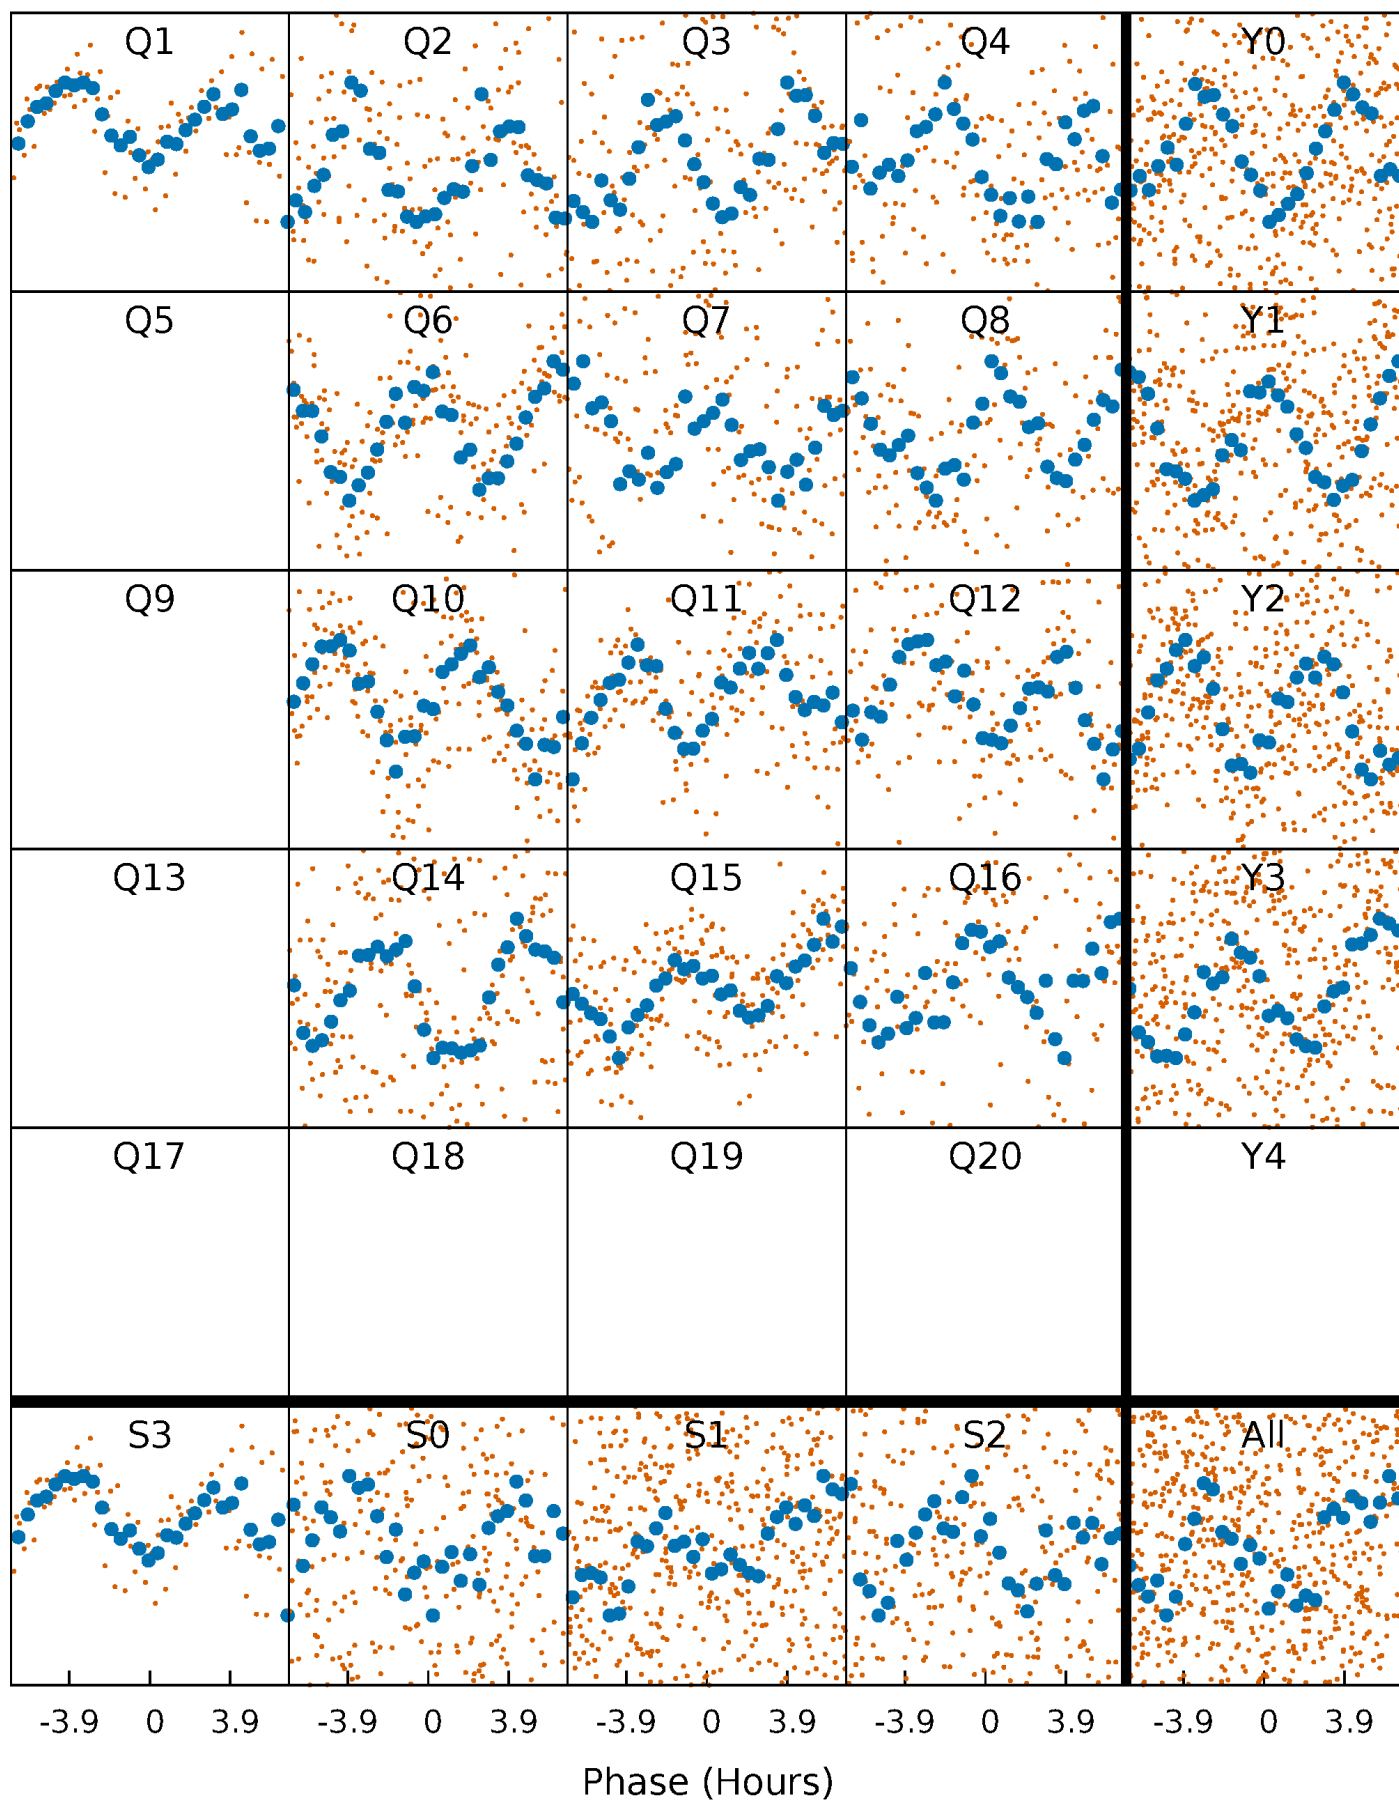 Q1 Q2 Q3 Q4 Y0
Q5 Q6 Q7 Q8 Y1
Q9 Q10 Q11 Q12 Y2
Q13 Q14 Q15 Q16 Y3
Q17 Q18 Q19 Q20 Y4
S3 S0 S1 S2 All
-3.9 0 3.9 -3.9 0 3.9 -3.9 0 3.9 -3.9 0 3.9 -3.9 0 3.9
Phase (Hours)